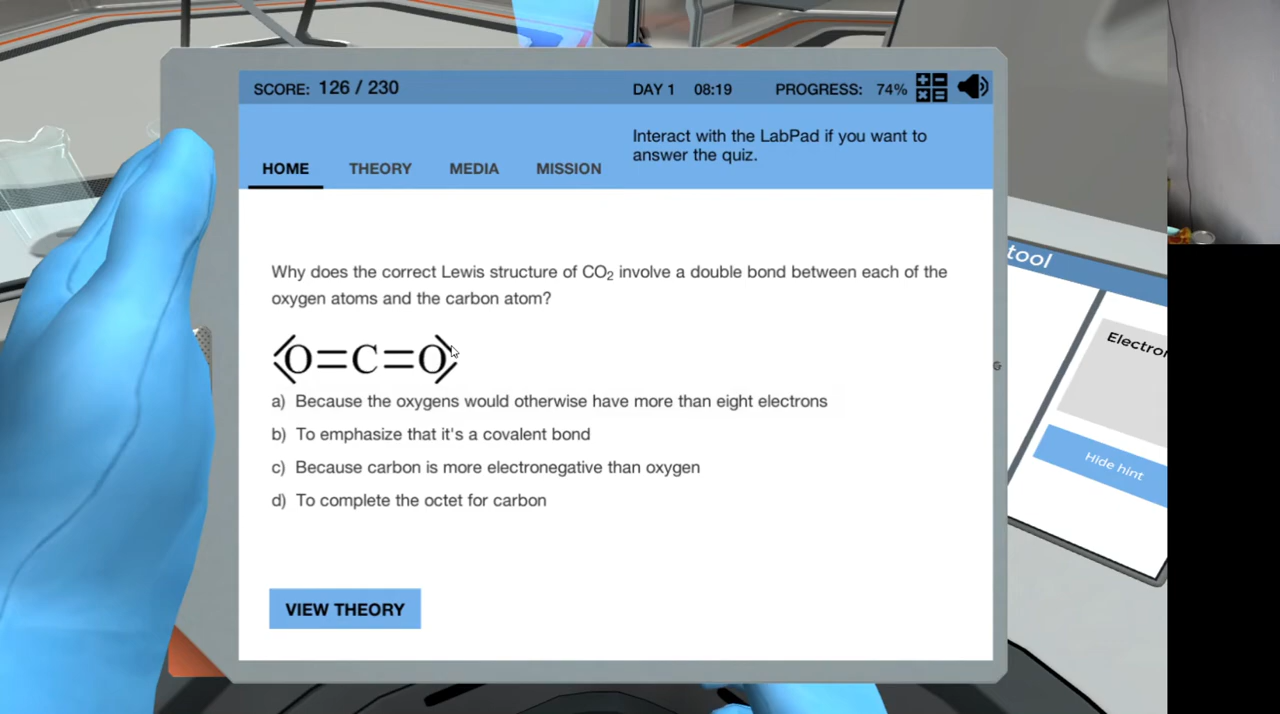 SCORE: 126 / 230
DAY 1 08:19 PROGRESS: 74%
Interact with the LabPad if you want to
answer the quiz.
HOME THEORY MEDIA MISSION
Why does the correct Lewis structure of CO₂ involve a double bond between each of the
oxygen atoms and the carbon atom?
O=C=O
a) Because the oxygens would otherwise have more than eight electrons
b) To emphasize that it's a covalent bond
c) Because carbon is more electronegative than oxygen
d) To complete the octet for carbon
VIEW THEORY
tool
Hide hint